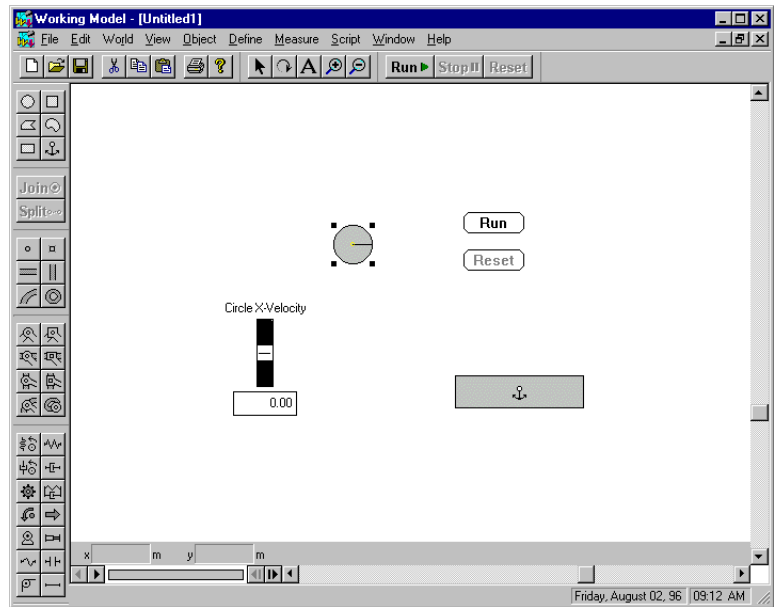 Working Model - [Untitled1]
File Edit World View Object Define Measure Script Window Help
A Run Stop Reset
Join
Split
Run
Reset
Circle X-Velocity
0.00
x m y m
Friday, August 02, 96 09:12 AM